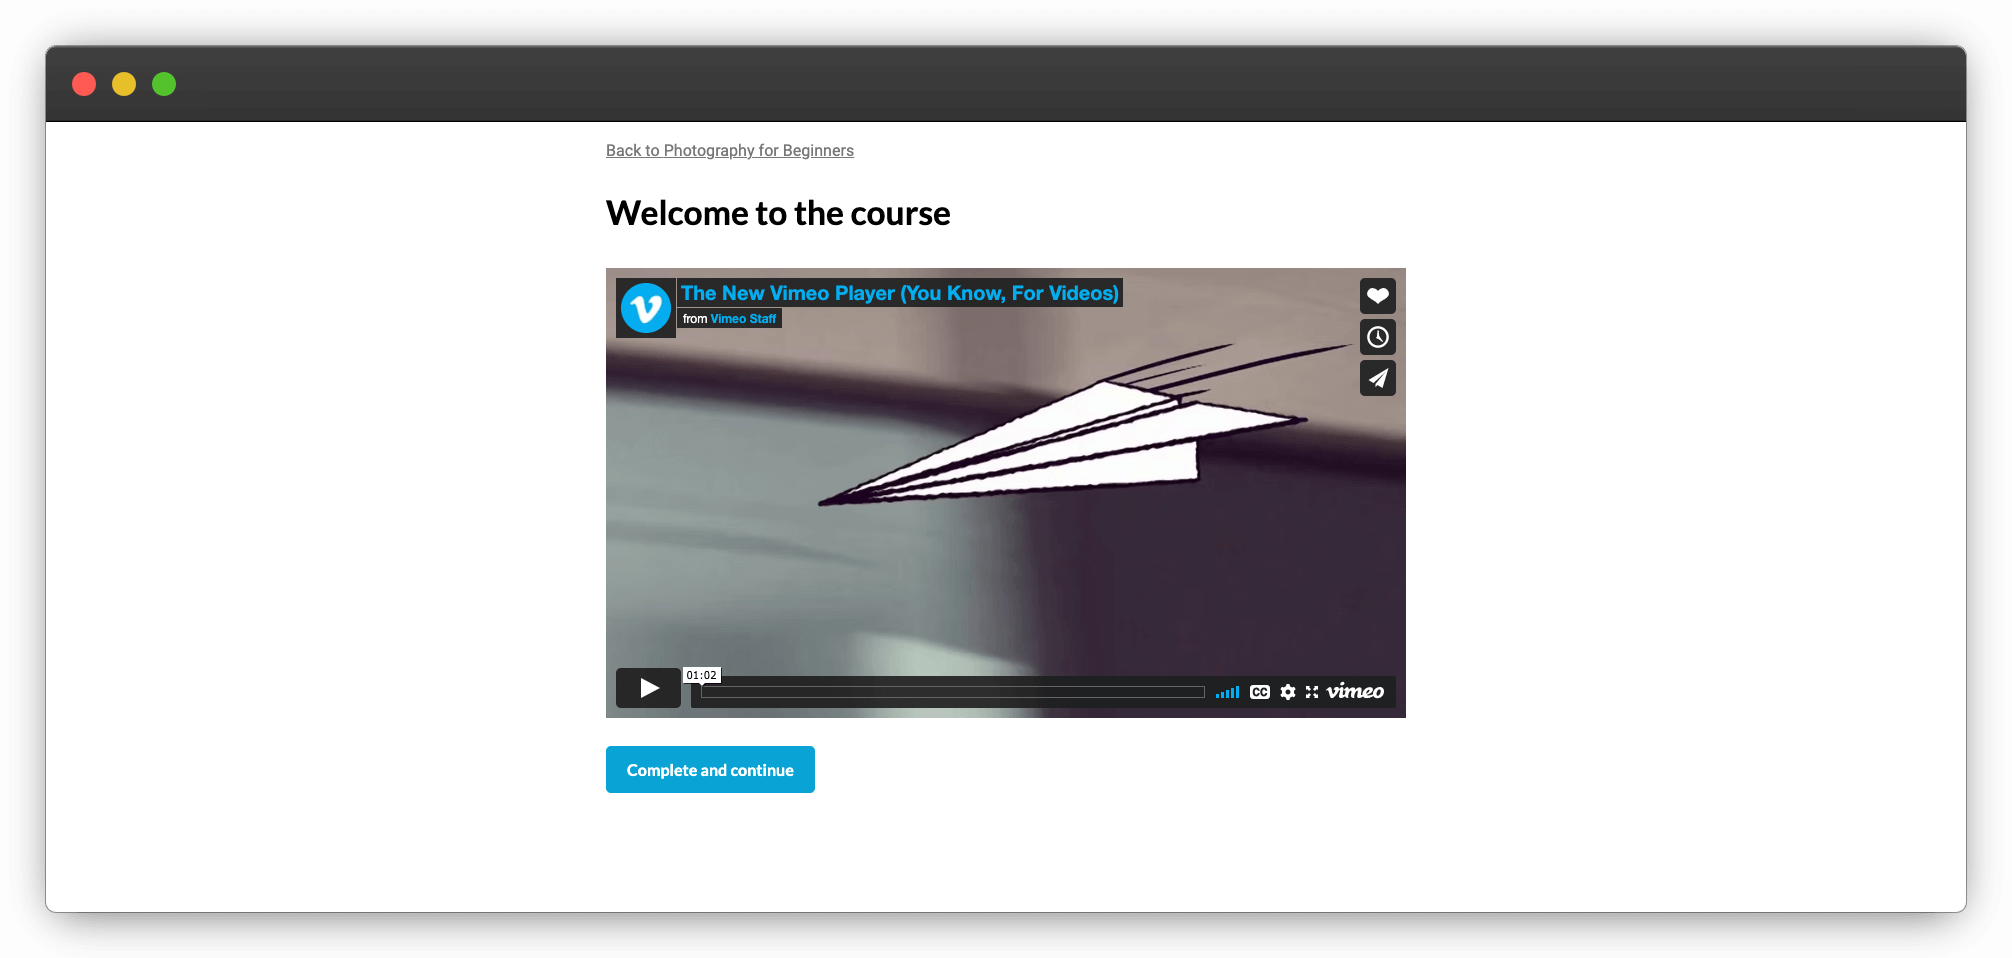 Back to Photography for Beginners
Welcome to the course
The New Vimeo Player (You Know, For Videos)
from Vimeo Staff
01:02
CC
vimeo
Complete and continue